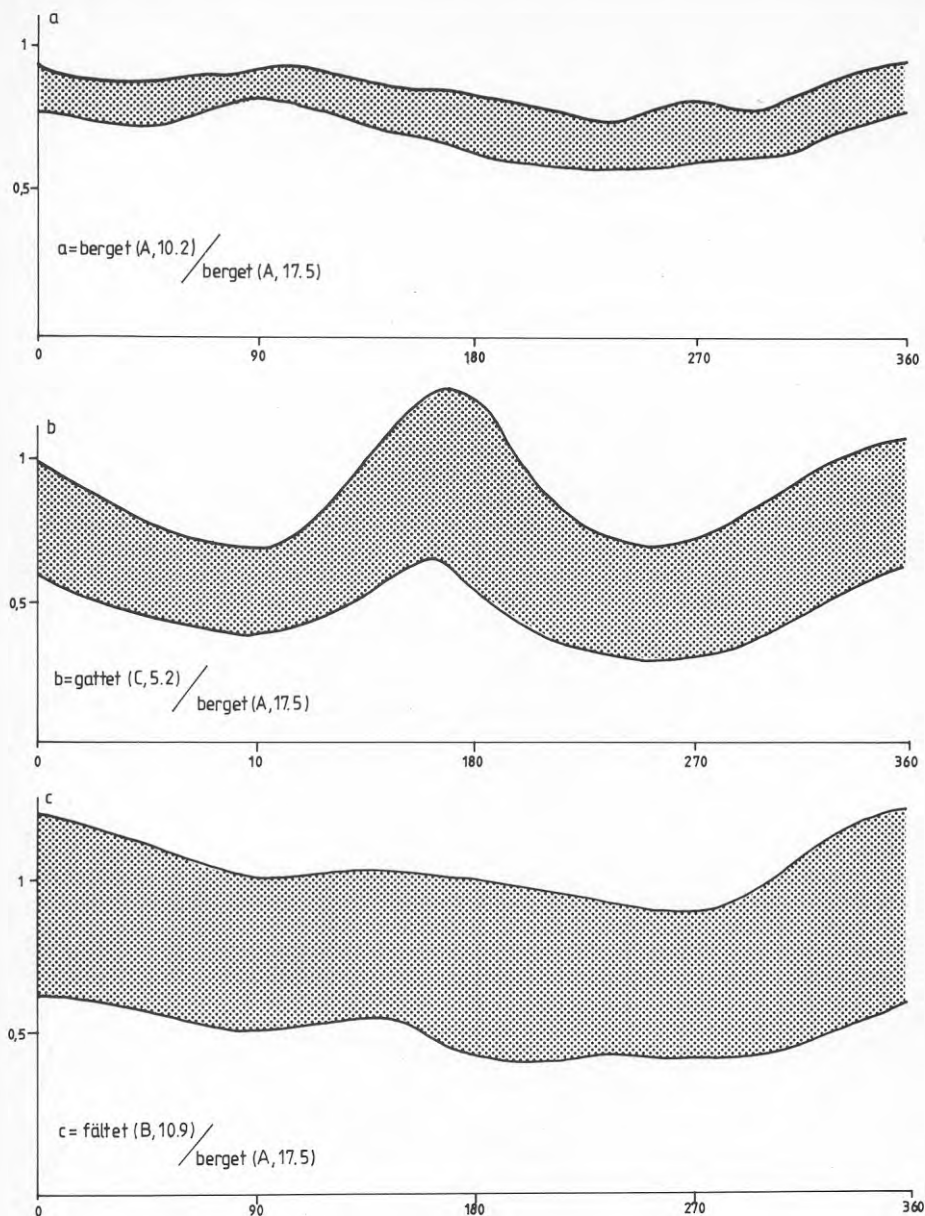 a
1
0,5
a=berget (A,10.2) /
berget (A, 17.5)
0 90 180 270 360
b
1
0,5
b=gattet (C,5.2) /
berget (A,17.5)
0 10 180 270 360
c
1
0,5
c= fältet (B,10.9) /
berget (A,17.5)
0 90 180 270 360